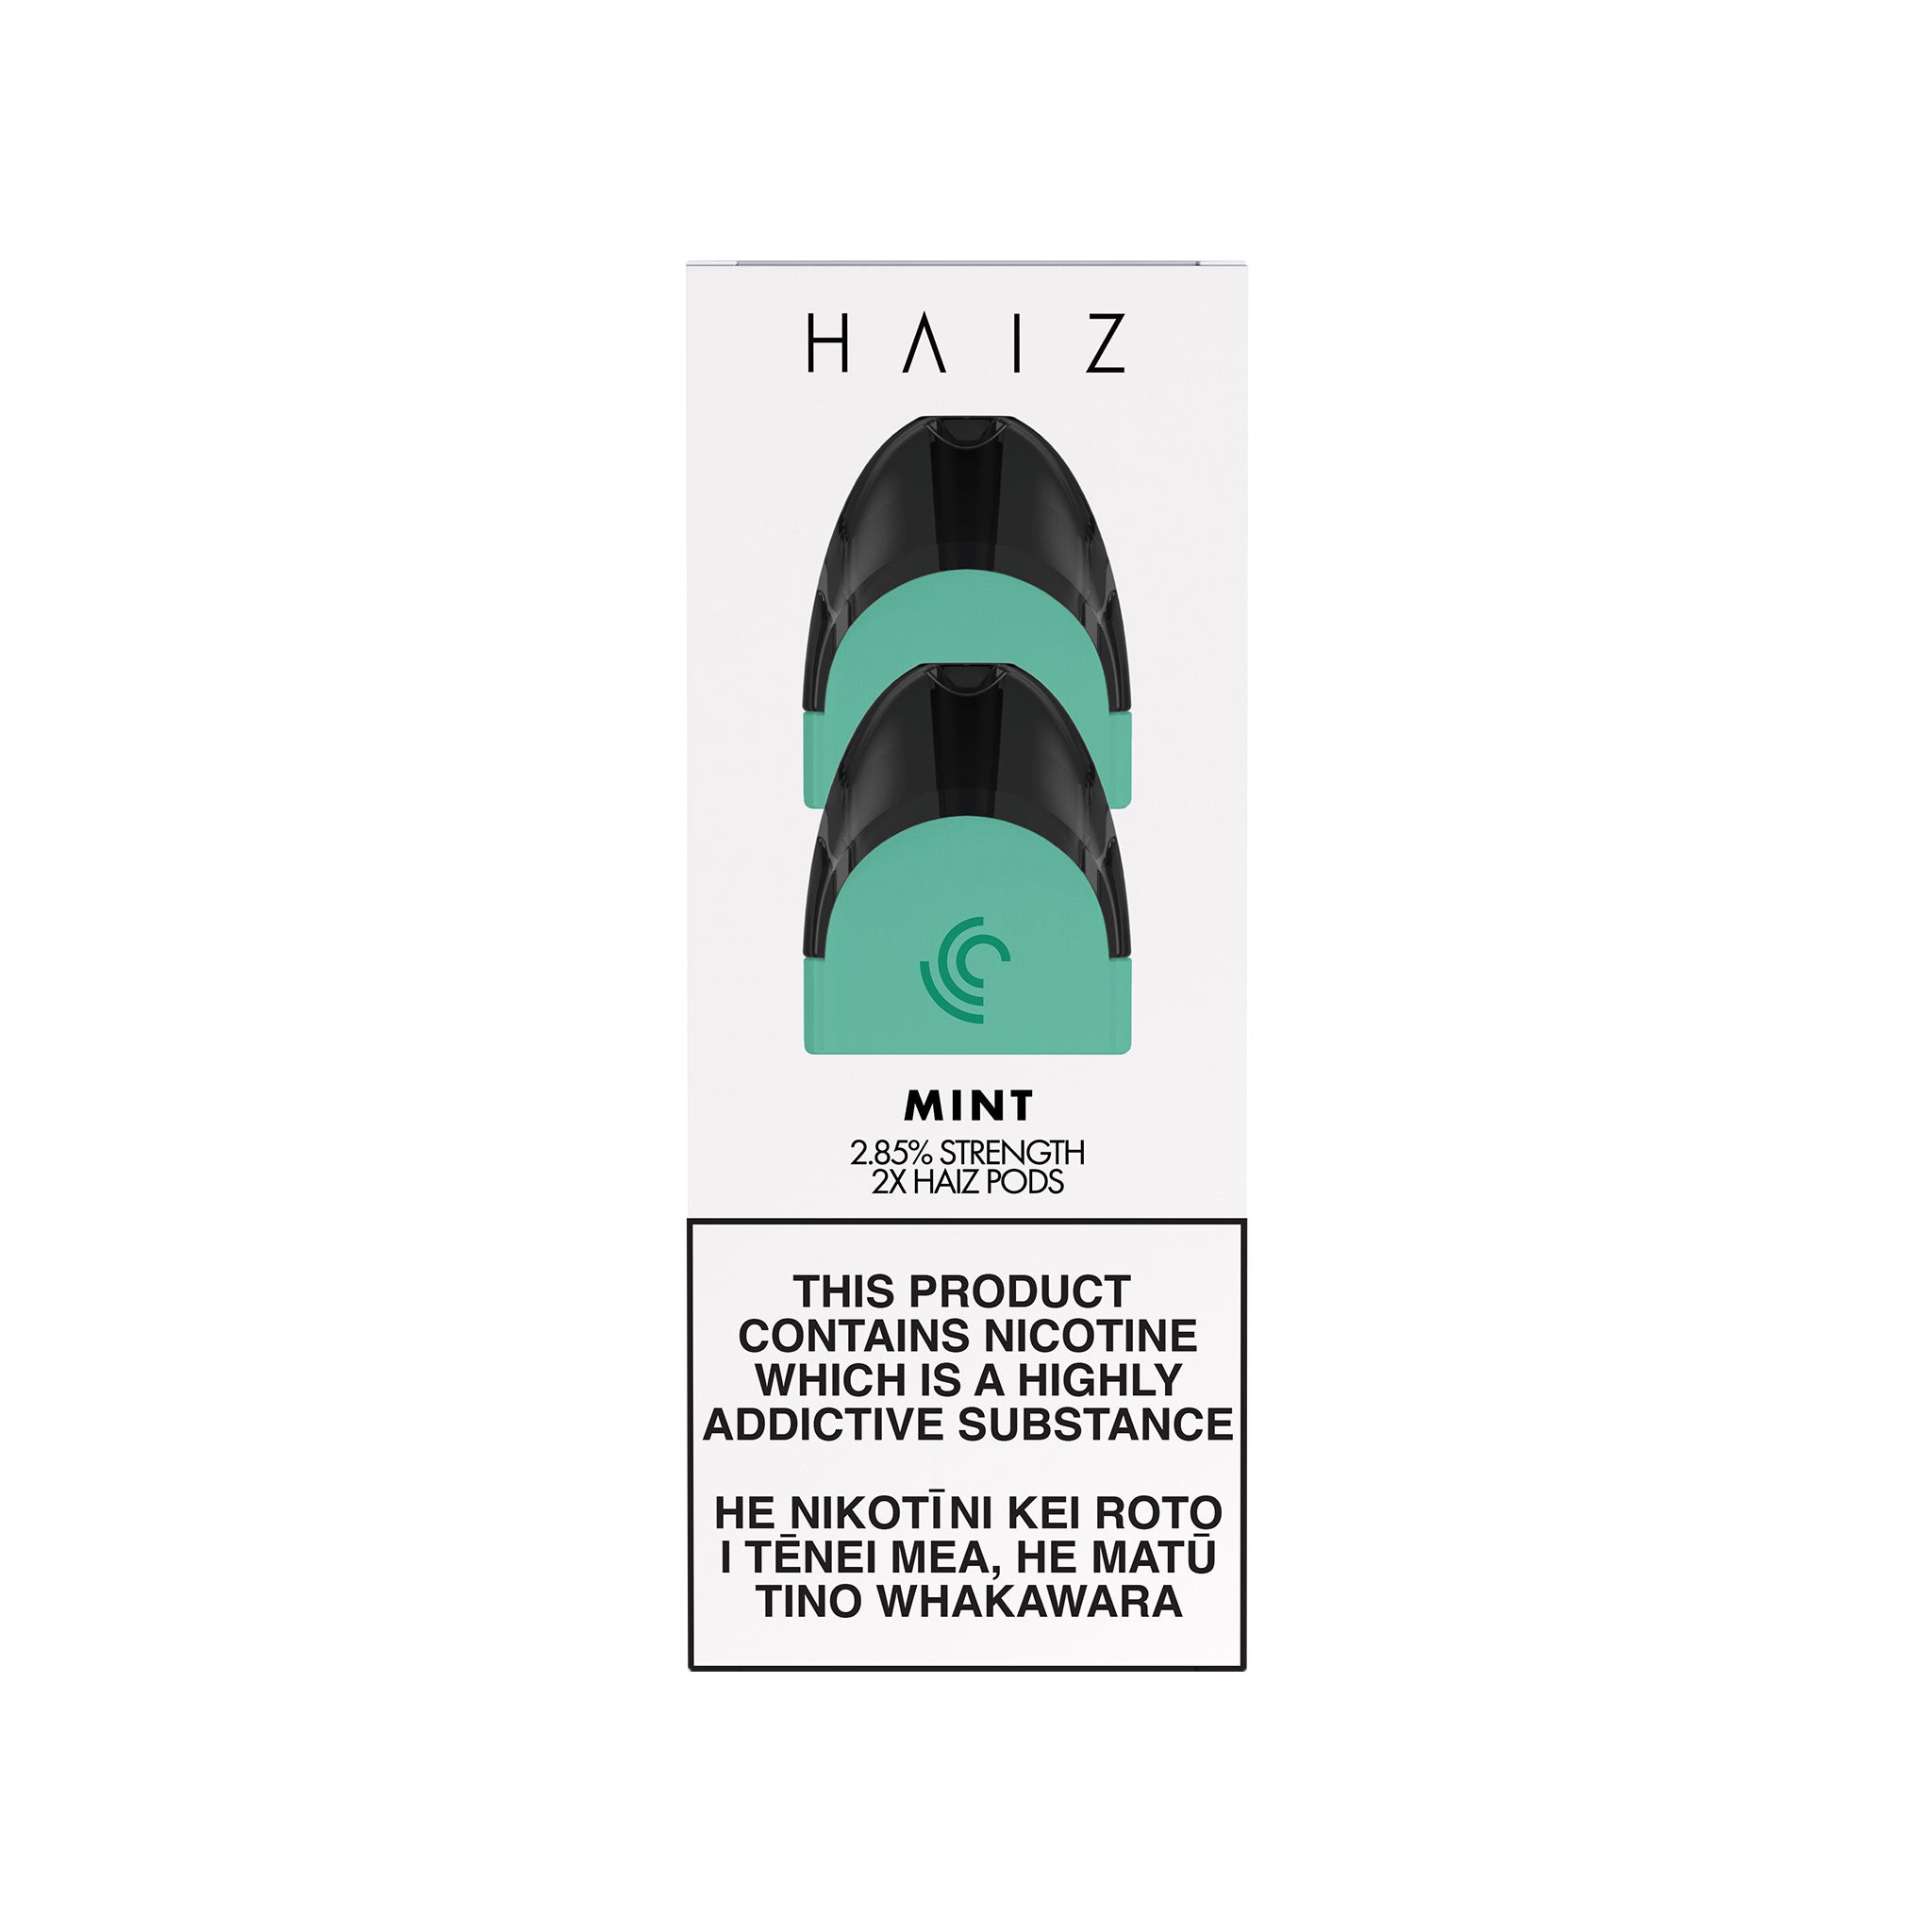 HAIZ
MINT
2.85% STRENGTH
2X HAIZ PODS
THIS PRODUCT
CONTAINS NICOTINE
WHICH IS A HIGHLY
ADDICTIVE SUBSTANCE
HE NIKOTĪNI KEI ROTO
I TĒNEI MEA, HE MATŪ
TINO WHAKAWARA